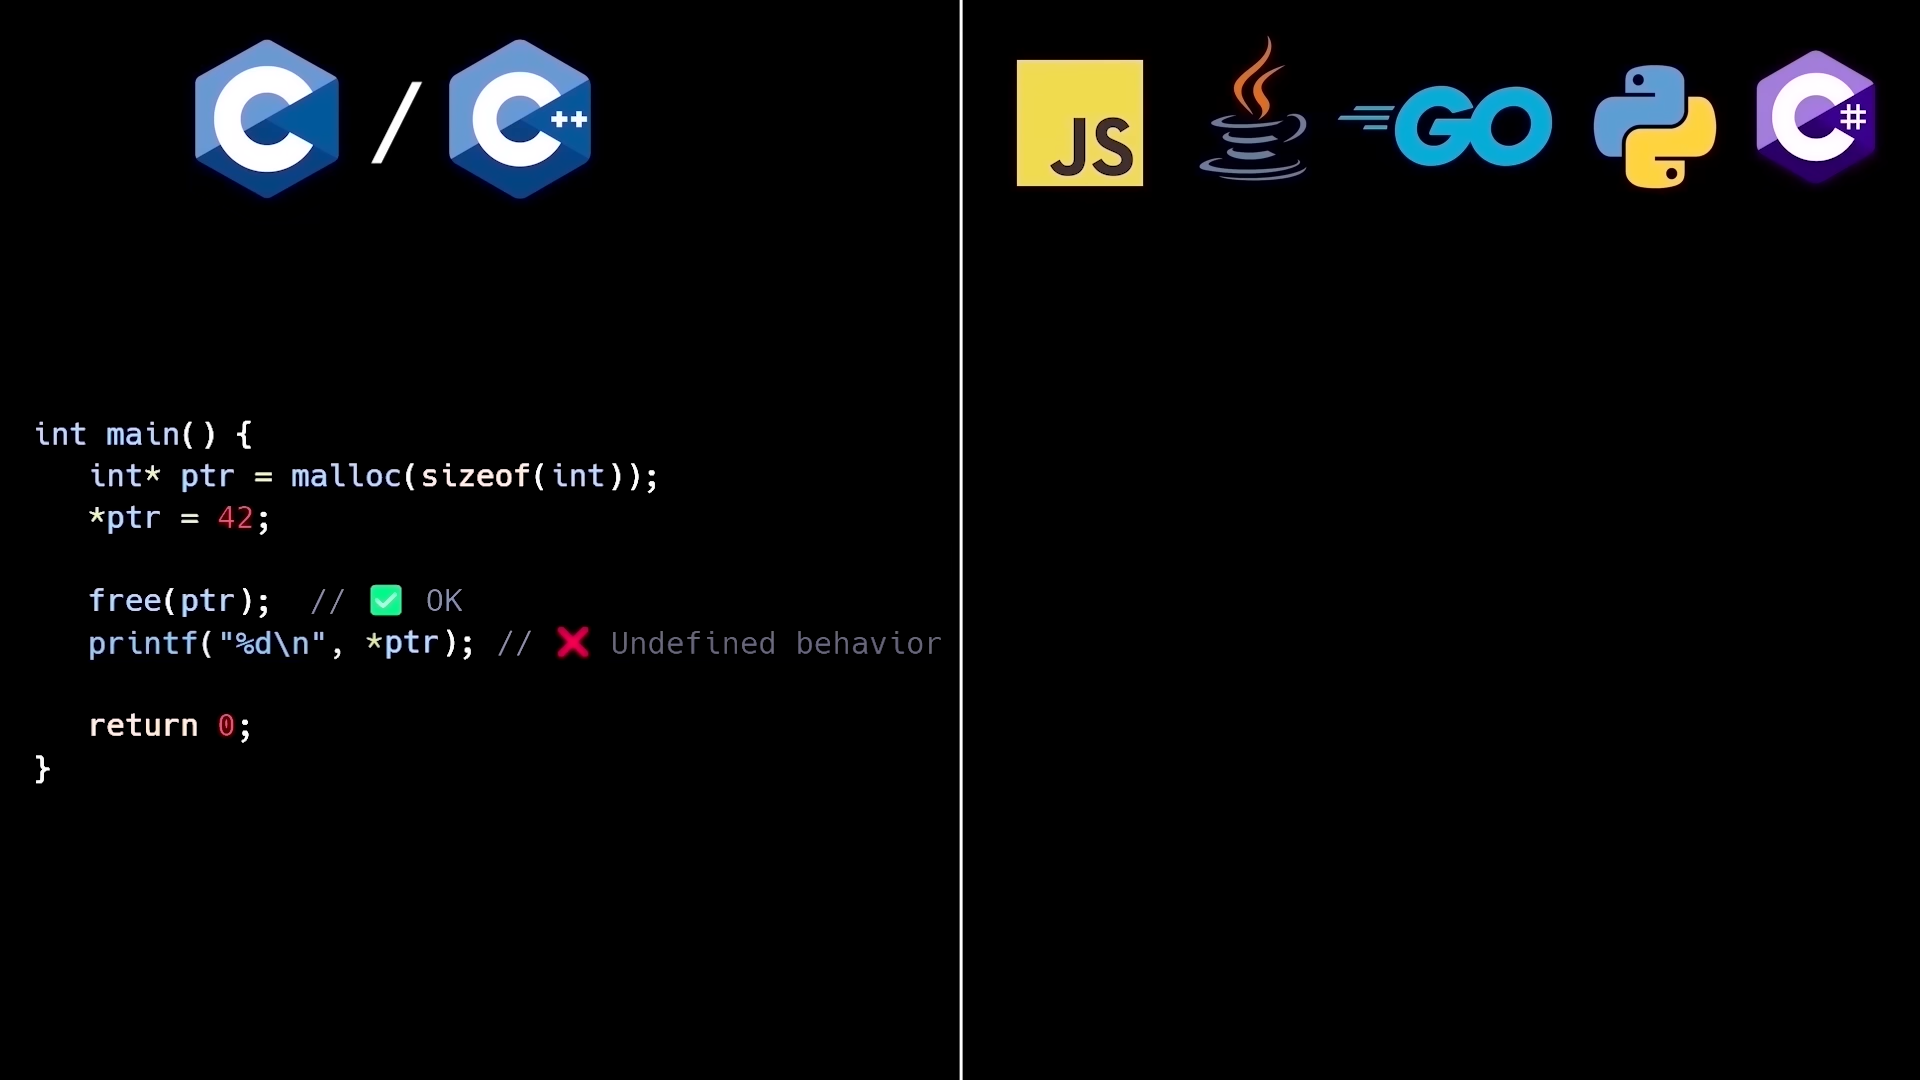 C / C++
JS GO C#
int main() {
   int* ptr = malloc(sizeof(int));
   *ptr = 42;
   free(ptr);  // ✅ OK
   printf("%d\n", *ptr); // ❌ Undefined behavior
   return 0;
}